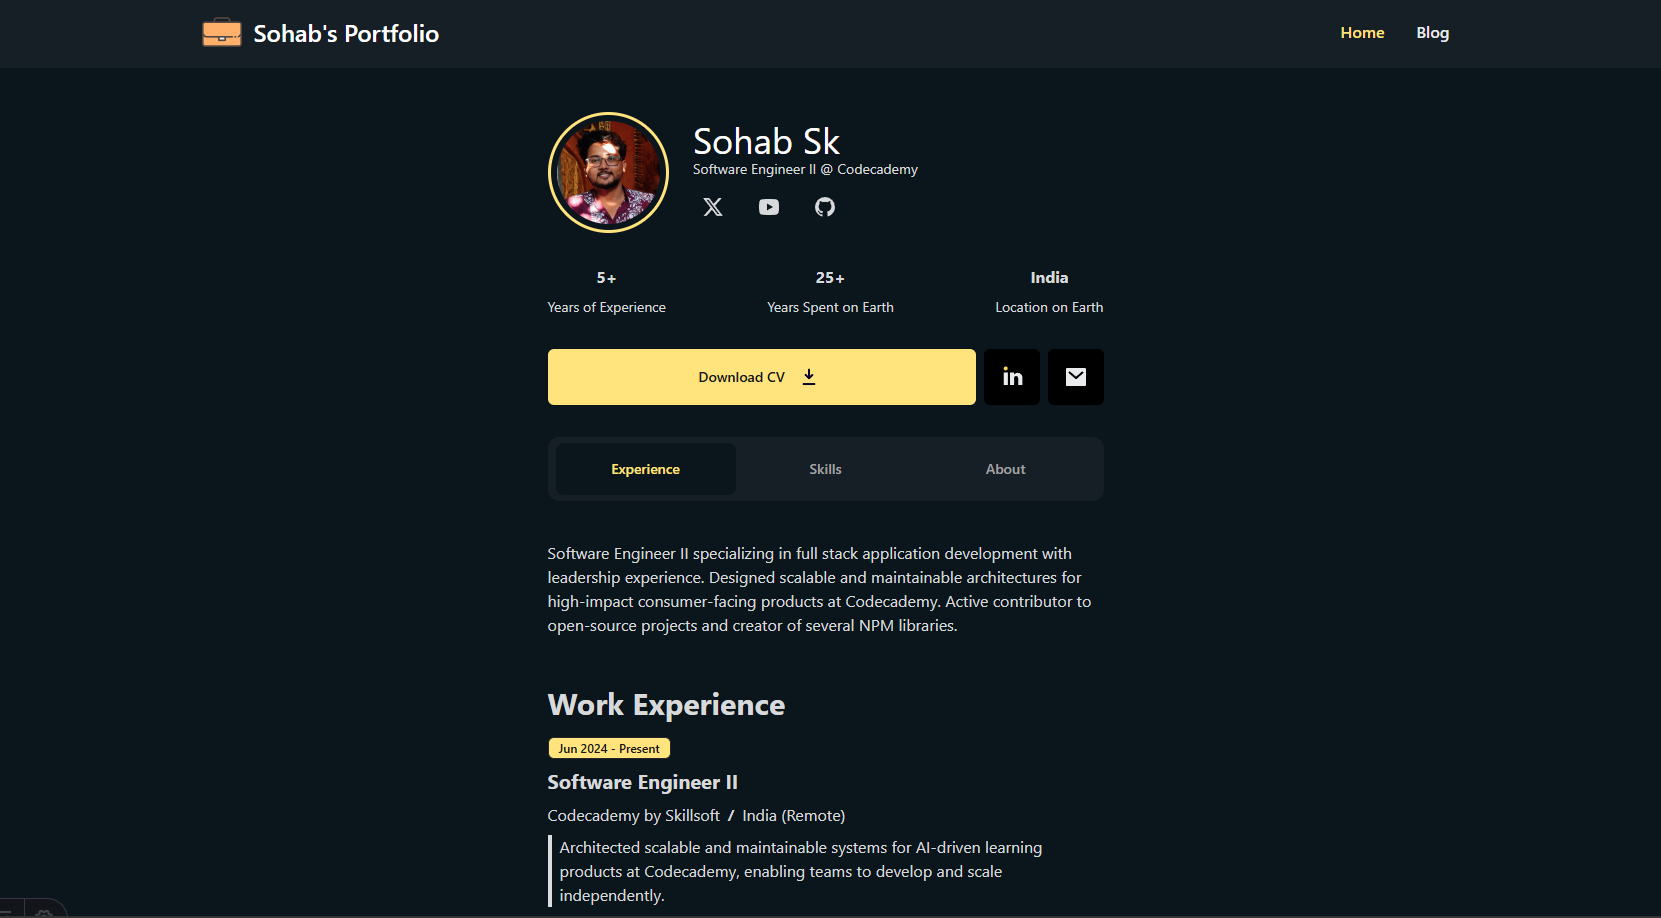 Sohab's Portfolio
Home
Blog
Sohab Sk
Software Engineer II @ Codecademy
5+
Years of Experience
25+
Years Spent on Earth
India
Location on Earth
Download CV
in
Experience
Skills
About
Software Engineer II specializing in full stack application development with
leadership experience. Designed scalable and maintainable architectures for
high-impact consumer-facing products at Codecademy. Active contributor to
open-source projects and creator of several NPM libraries.
Work Experience
Jun 2024 - Present
Software Engineer II
Codecademy by Skillsoft / India (Remote)
Architected scalable and maintainable systems for AI-driven learning
products at Codecademy, enabling teams to develop and scale
independently.